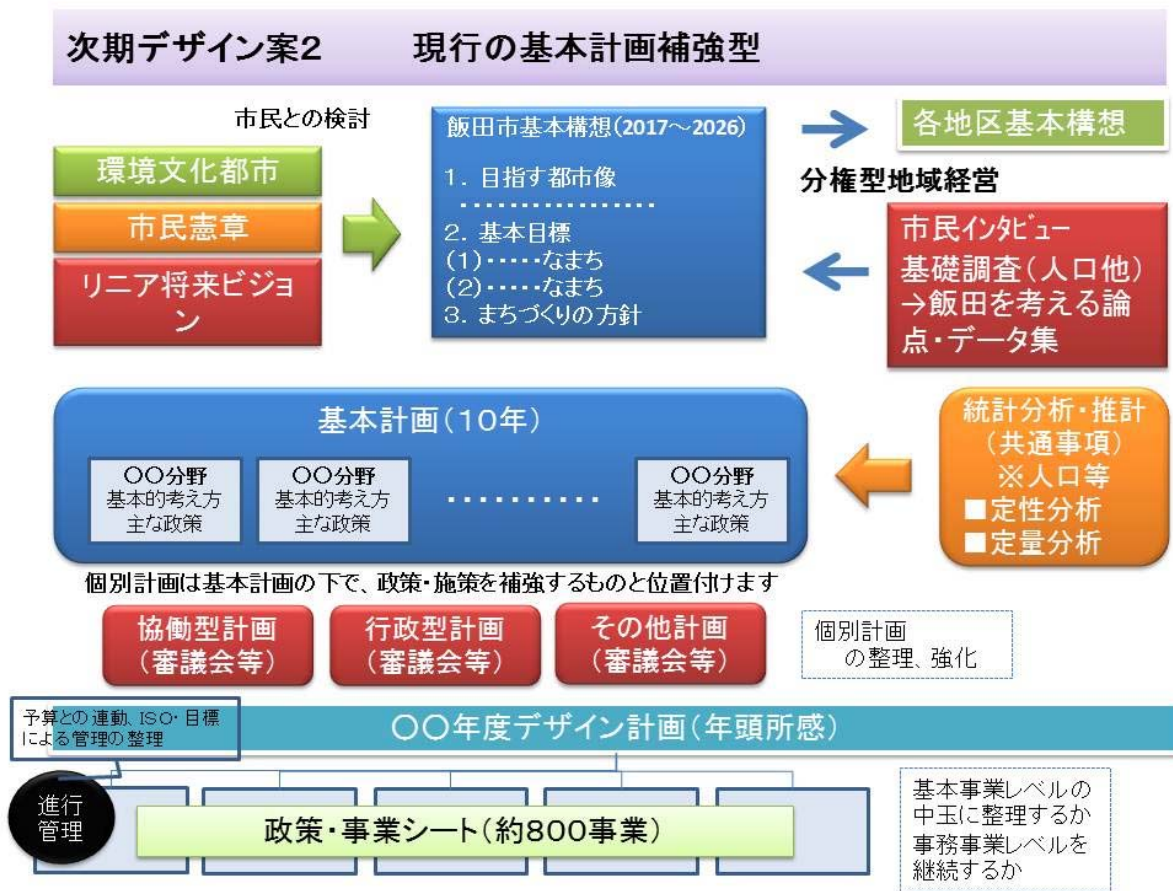 次期デザイン案2　現行の基本計画補強型
市民との検討
環境文化都市
市民憲章
リニア将来ビジョ
ン
飯田市基本構想(2017～2026)
1. 目指す都市像
・・・・・・・・・・・・・・・・・
2. 基本目標
(1)・・・・・なまち
(2)・・・・・なまち
3. まちづくりの方針
各地区基本構想
分権型地域経営
市民インタビュー
基礎調査(人口他)
→飯田を考える論
点・データ集
基本計画(10年)
〇〇分野
基本的考え方
主な政策
〇〇分野
基本的考え方
主な政策
・・・・・・・・・・
〇〇分野
基本的考え方
主な政策
統計分析・推計
(共通事項)
※人口等
■定性分析
■定量分析
個別計画は基本計画の下で、政策・施策を補強するものと位置付けます
協働型計画
(審議会等)
行政型計画
(審議会等)
その他計画
(審議会等)
個別計画
の整理、強化
予算との連動、ISO・目標
による管理の整理
〇〇年度デザイン計画(年頭所感)
進行
管理
政策・事業シート(約800事業)
基本事業レベルの
中玉に整理するか
事務事業レベルを
継続するか